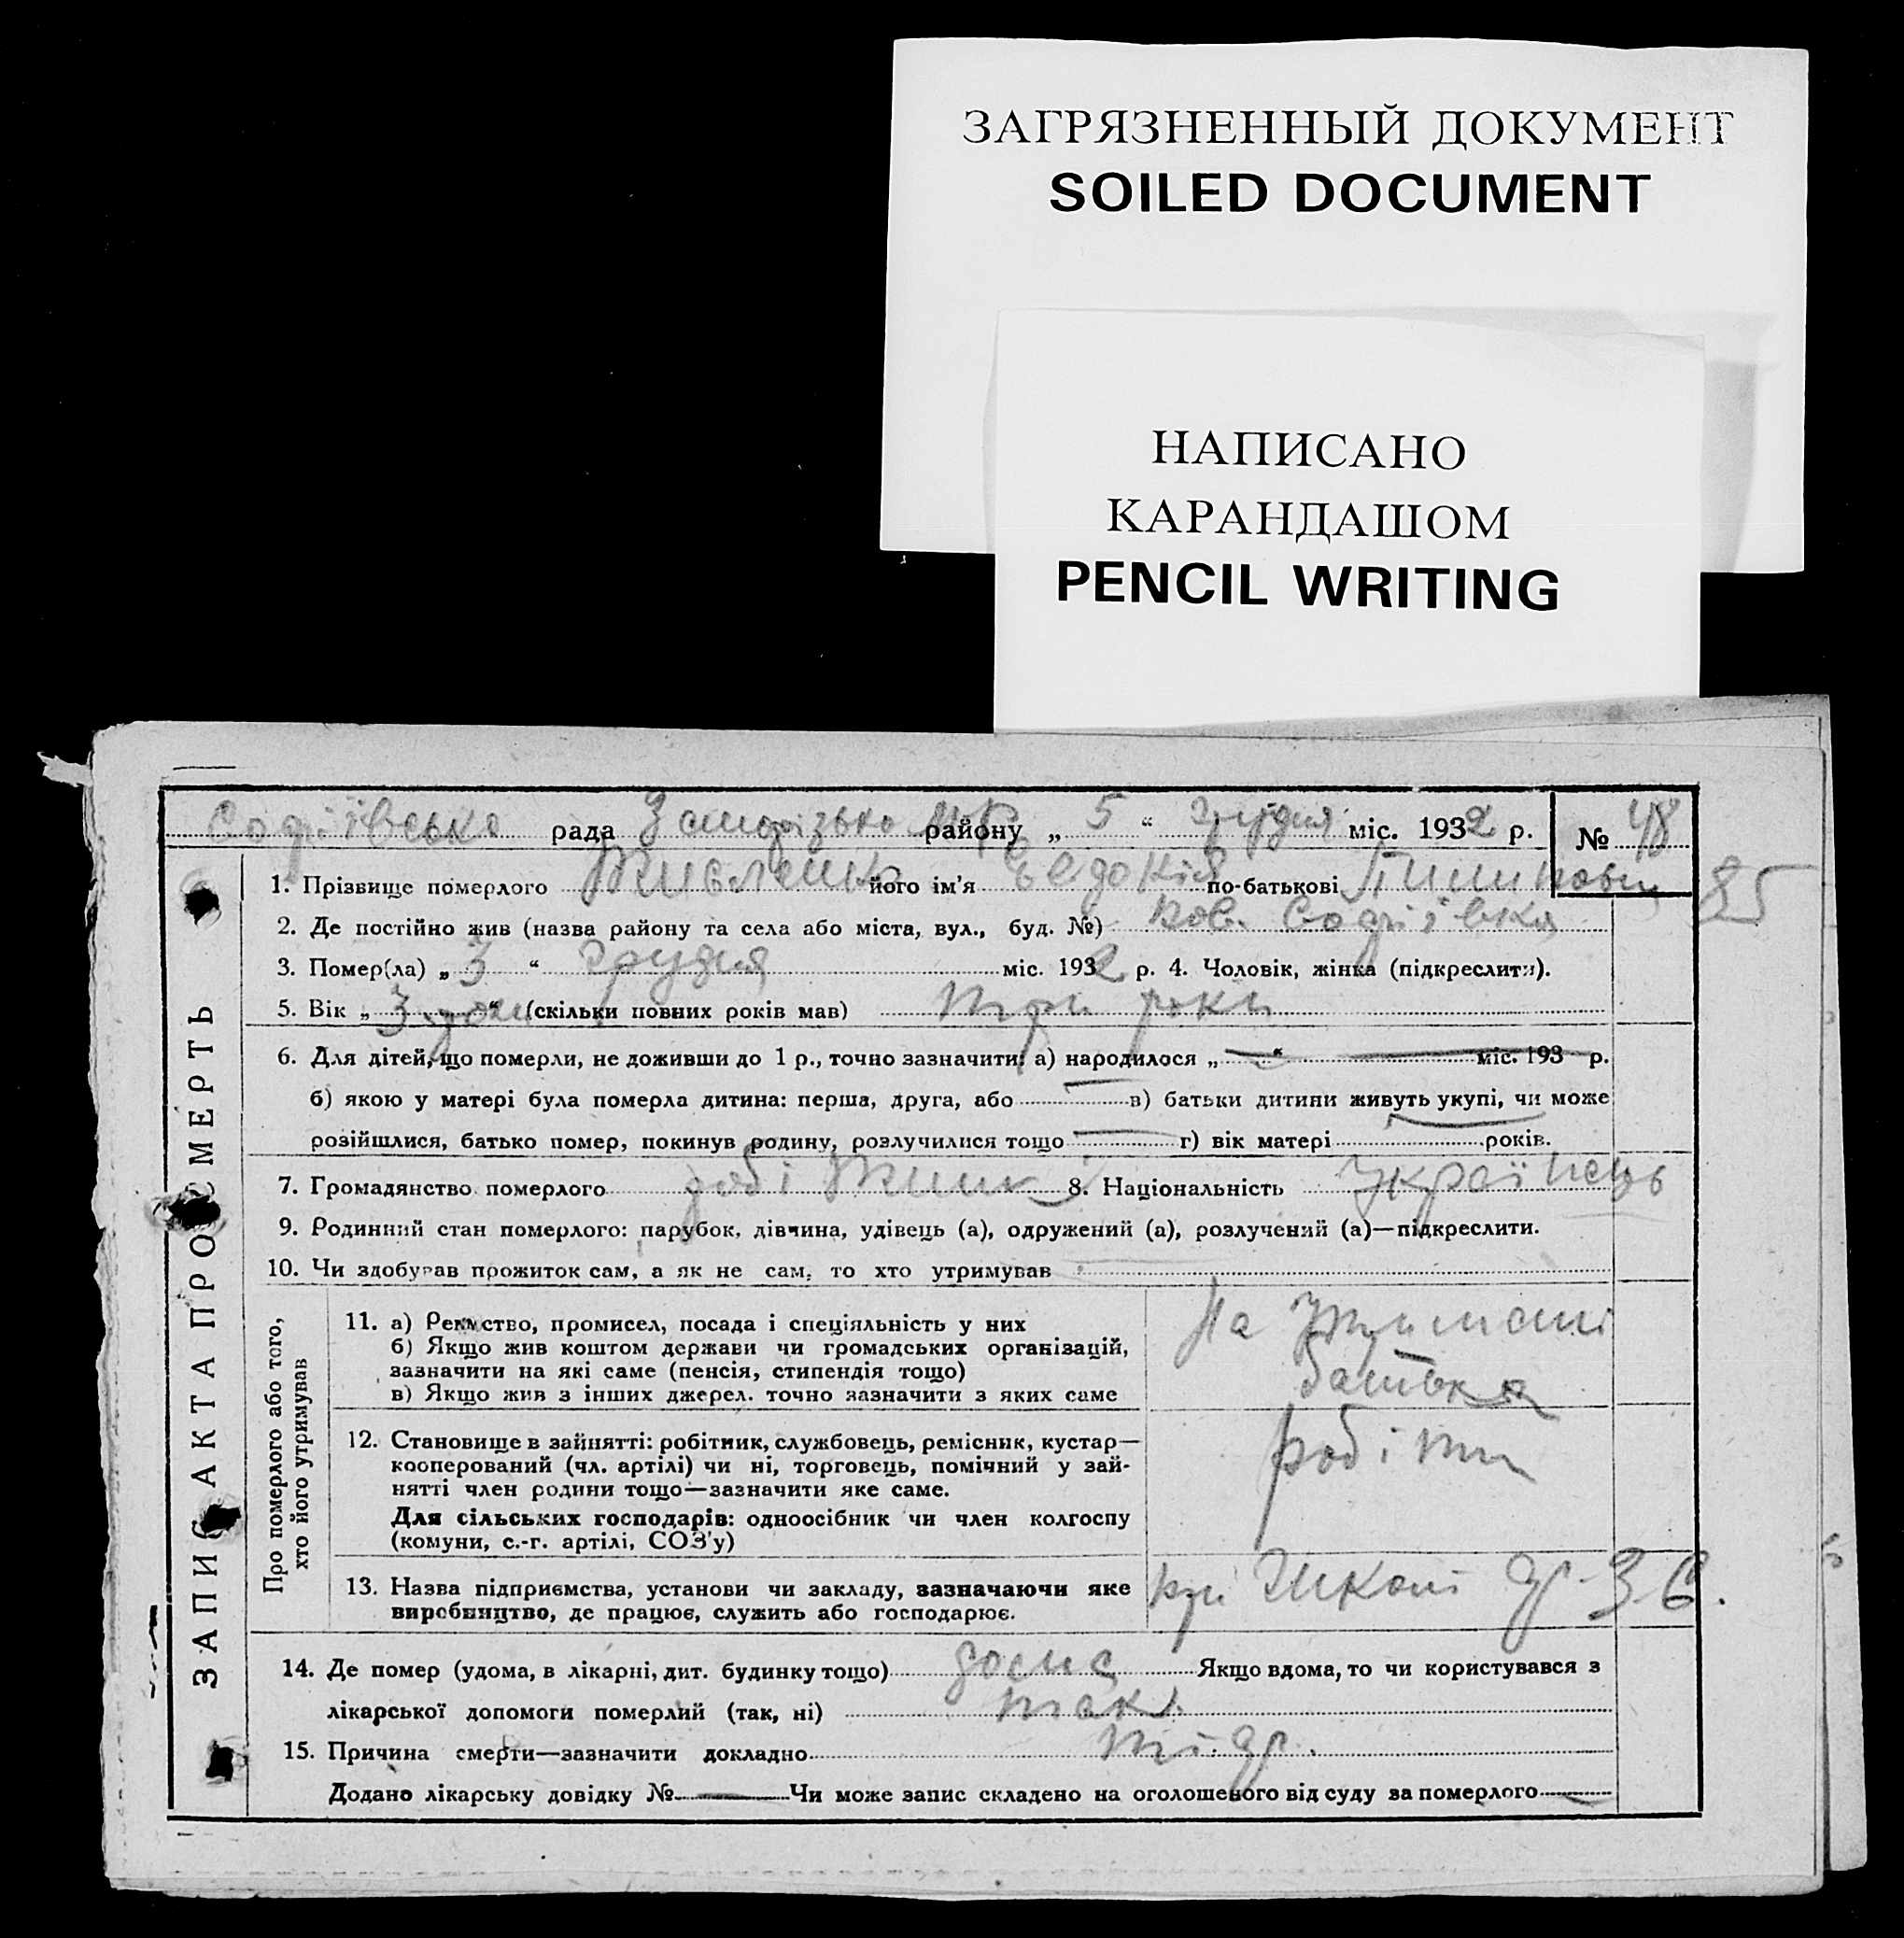 ЗАГРЯЗНЕННЫЙ ДОКУМЕНТ
SOILED DOCUMENT
НАПИСАНО
КАРАНДАШОМ
PENCIL WRITING
Софіївська рада району „ 5 “ грудня міс. 1932 р. № 48
1. Прізвище померлого його ім'я Евдокія по-батькові
85
2. Де постійно жив (назва району та села або міста, вул., буд. №) Софіївка
3. Помер(ла) „ 3 “ грудня міс. 1932 р. 4. Чоловік, жінка (підкреслити).
5. Вік „ 3 “ (скільки повних років мав) три роки
6. Для дітей, що померли, не доживши до 1 р., точно зазначити: а) народилося „ “ міс. 193 р.
б) якою у матері була померла дитина: перша, друга, або в) батьки дитини живуть укупі, чи може
розійшлися, батько помер, покинув родину, розлучилися тощо г) вік матері років.
7. Громадянство померлого 8. Національність Українець
9. Родинний стан померлого: парубок, дівчина, удівець (а), одружений (а), розлучений (а)—підкреслити.
10. Чи здобував прожиток сам, а як не сам, то хто утримував
ЗАПИС АКТА ПРО СМЕРТЬ
Про померлого або того,
хто його утримував
11. а) Ремество, промисел, посада і спеціяльність у них
б) Якщо жив коштом держави чи громадських організацій,
зазначити на які саме (пенсія, стипендія тощо)
в) Якщо жив з інших джерел, точно зазначити з яких саме
На утримані
батька
12. Становище в зайнятті: робітник, службовець, ремісник, кустар—
кооперований (чл. артілі) чи ні, торговець, помічний у зай-
нятті член родини тощо—зазначити яке саме.
Для сільських господарів: одноосібник чи член колгоспу
(комуни, с.-г. артілі, СОЗ'у)
13. Назва підприємства, установи чи закладу, зазначаючи яке
виробництво, де працює, служить або господарює.
при
14. Де помер (удома, в лікарні, дит. будинку тощо) дома Якщо вдома, то чи користувався з
лікарської допомоги померлий (так, ні) так
15. Причина смерти—зазначити докладно
Додано лікарську довідку № Чи може запис складено на оголошеного від суду за померлого